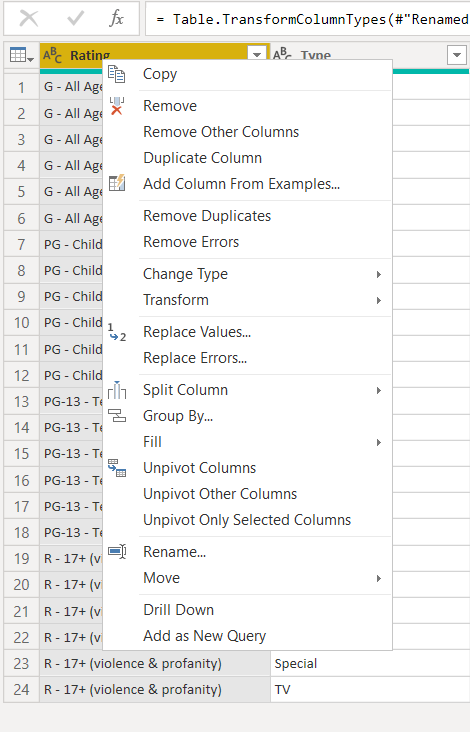 fx = Table.TransformColumnTypes(#"Renamed
ABC Rating ABC Type
Copy
1 G - All Age
Remove
2 G - All Age
Remove Other Columns
3 G - All Age
Duplicate Column
4 G - All Age
Add Column From Examples...
5 G - All Age
Remove Duplicates
6 G - All Age
Remove Errors
7 PG - Child
Change Type
8 PG - Child
Transform
9 PG - Child
Replace Values...
10 PG - Child
Replace Errors...
11 PG - Child
12 PG - Child
Split Column
13 PG-13 - Te
Group By...
14 PG-13 - Te
Fill
15 PG-13 - Te
Unpivot Columns
16 PG-13 - Te
Unpivot Other Columns
17 PG-13 - Te
Unpivot Only Selected Columns
18 PG-13 - Te
Rename...
19 R - 17+ (v
Move
20 R - 17+ (v
Drill Down
21 R - 17+ (v
Add as New Query
22 R - 17+ (v
23 R - 17+ (violence & profanity) Special
24 R - 17+ (violence & profanity) TV